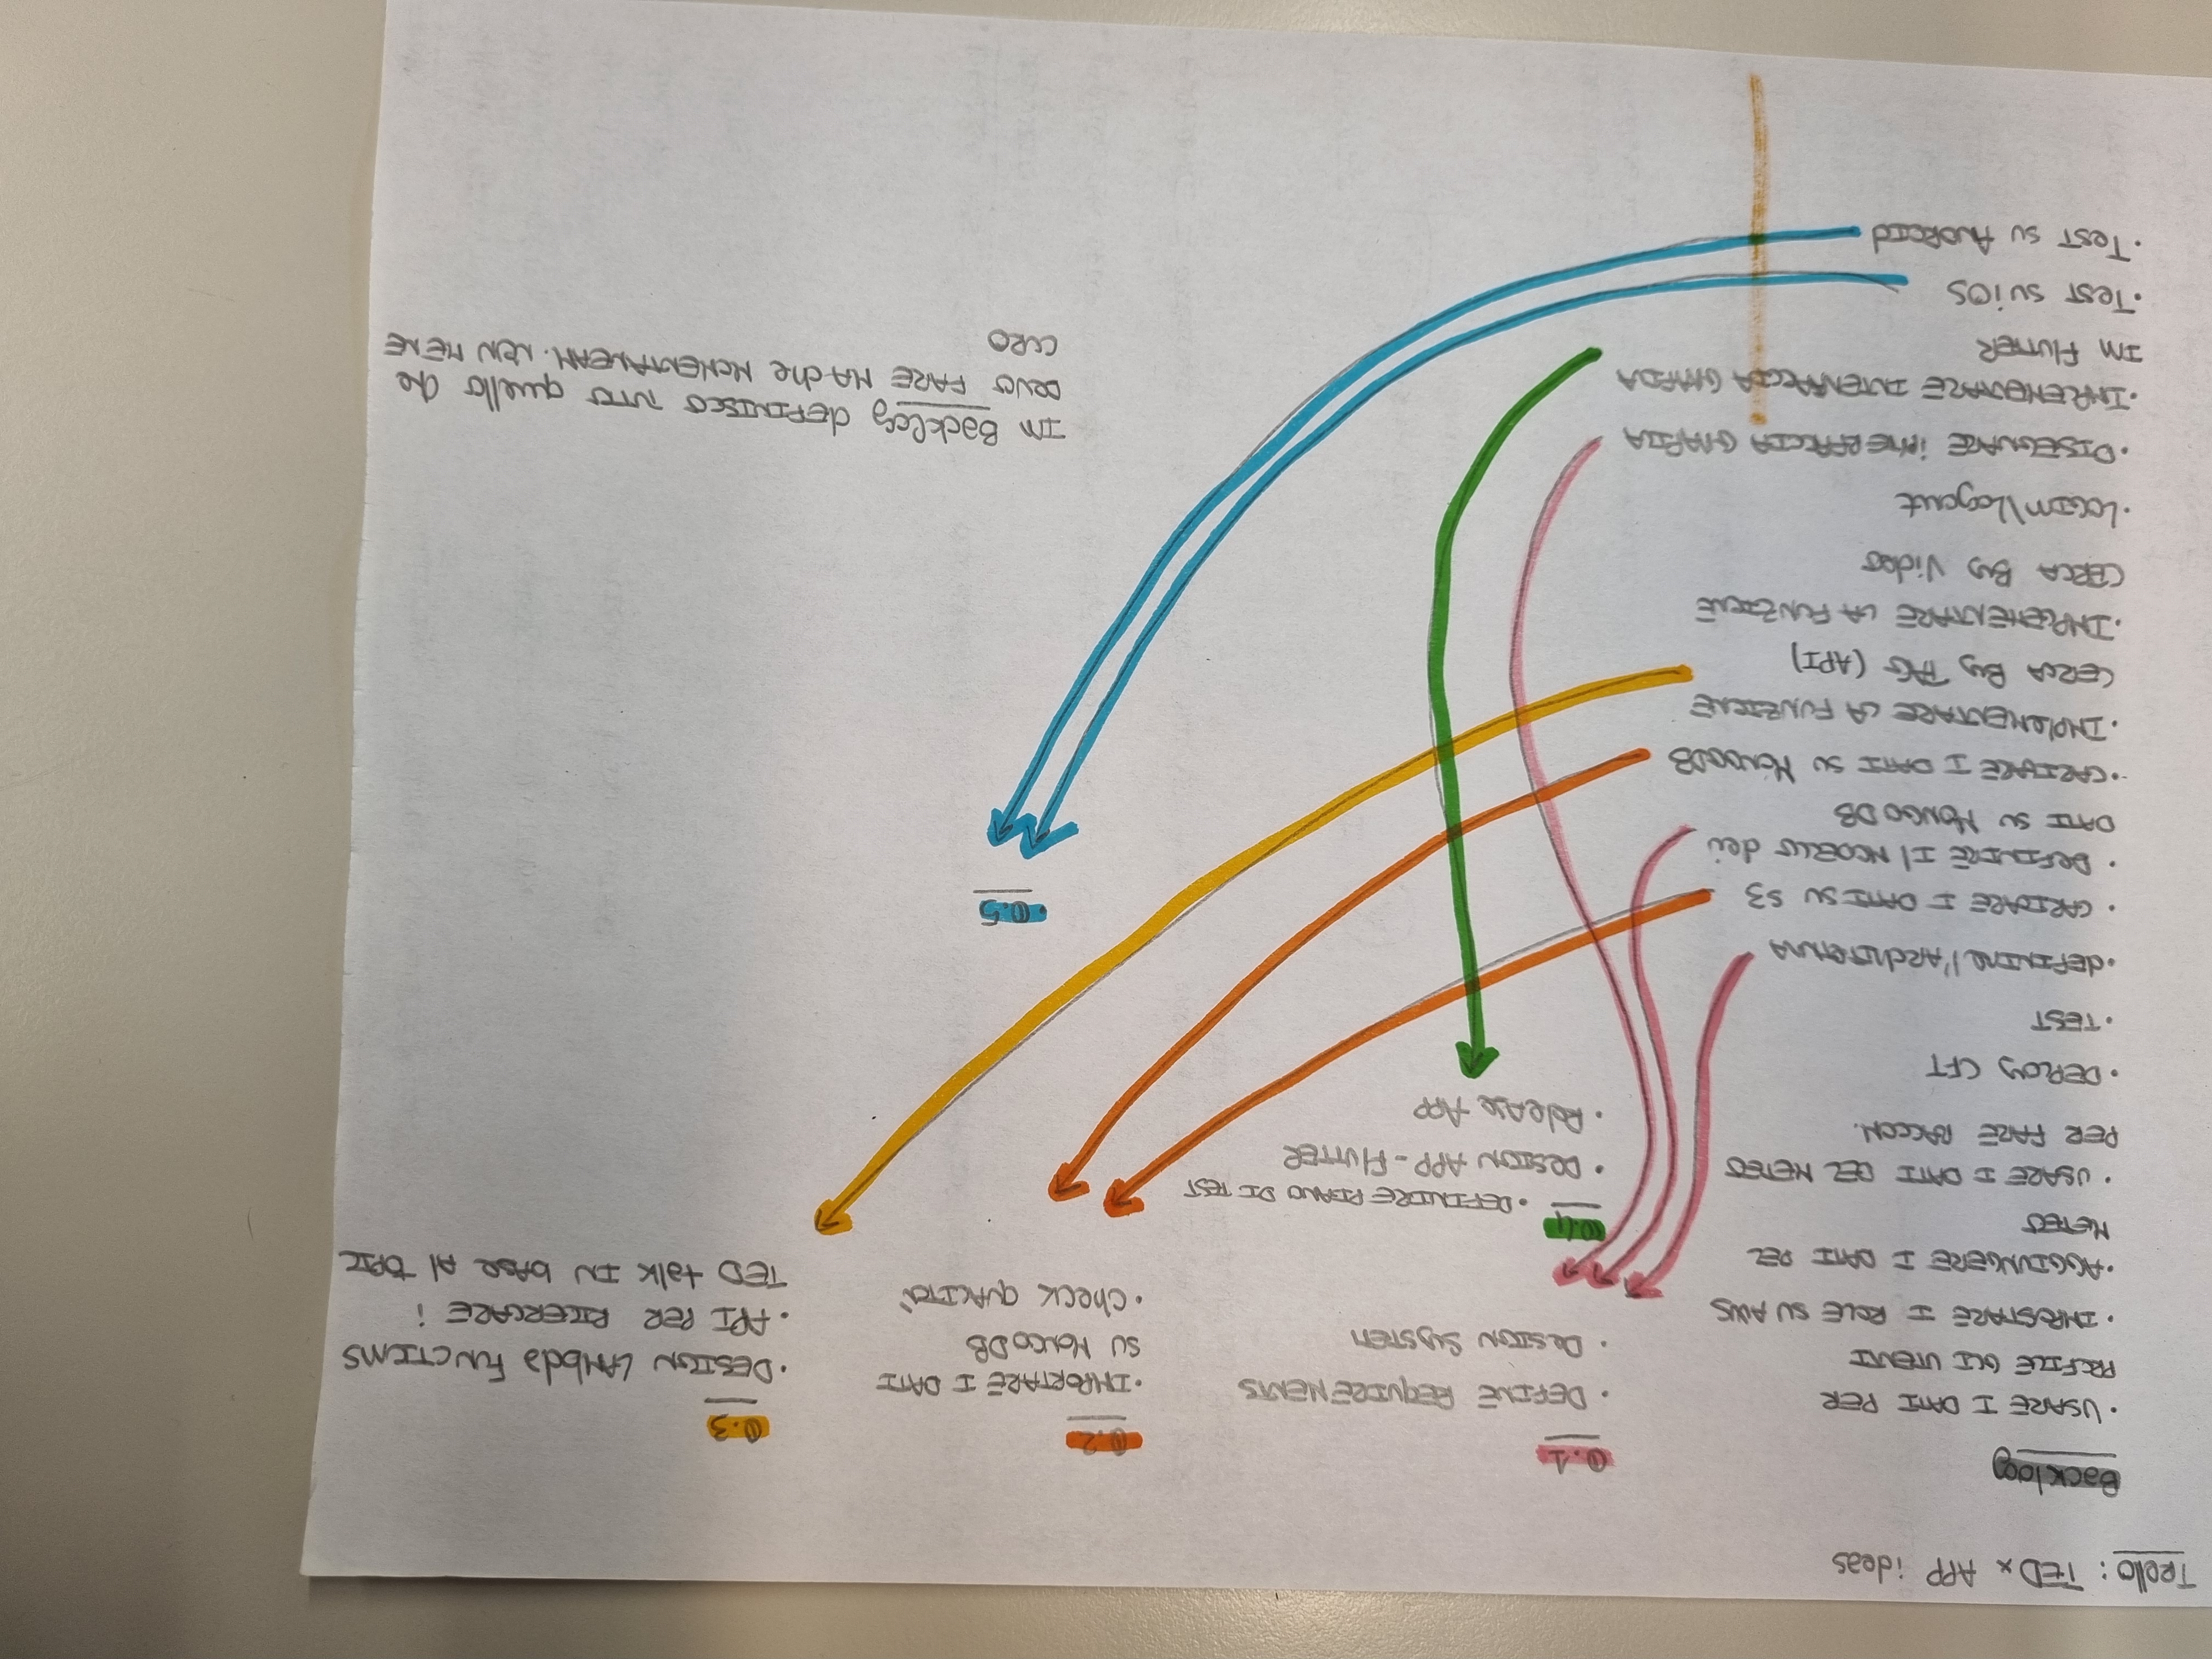 Trello: TEDx APP ideas
Backlog
· USARE I DATI PER
PROFILE GLI UTENTI
· IMPOSTARE I ROLE SU AWS
· AGGIUNGERE I DATI DEL
METEO
· USARE I DATI DEL METEO
PER FARE RACCOM.
· DEPLOY CFT
· TEST
· definire l'Architettura
· CARICARE I DATI SU S3
· DEFINIRE Il MODELLO dei
DATI SU MONGODB
· CARICARE I DATI SU MONGODB
· IMPLEMENTARE LA FUNZIONE
CERCA By TAG (API)
· IMPLEMENTARE LA FUNZIONE
CERCA By Video
· LOGIN\Logout
· DISEGNARE INTERFACCIA GRAFICA
· IMPLEMENTARE INTERFACCIA GRAFICA
IN FLUTTER
· Test su iOS
· Test su Android
0.1
· DEFINE REQUIREMENTS
· Design System
0.4
· DEFINIRE PIANO DI TEST
· Design APP - Flutter
· Release App
0.2
· IMPORTARE I DATI
SU MONGODB
· Check QUALITÀ
0.3
· DESIGN LAMbda FUNCTIONS
· API PER RICERCARE i
TED talk IN base Al TOPIC
0.5
In Backlog definisco tutto quello che
devo FARE MA che MOMENTANEAM. NON ME NE
CURO